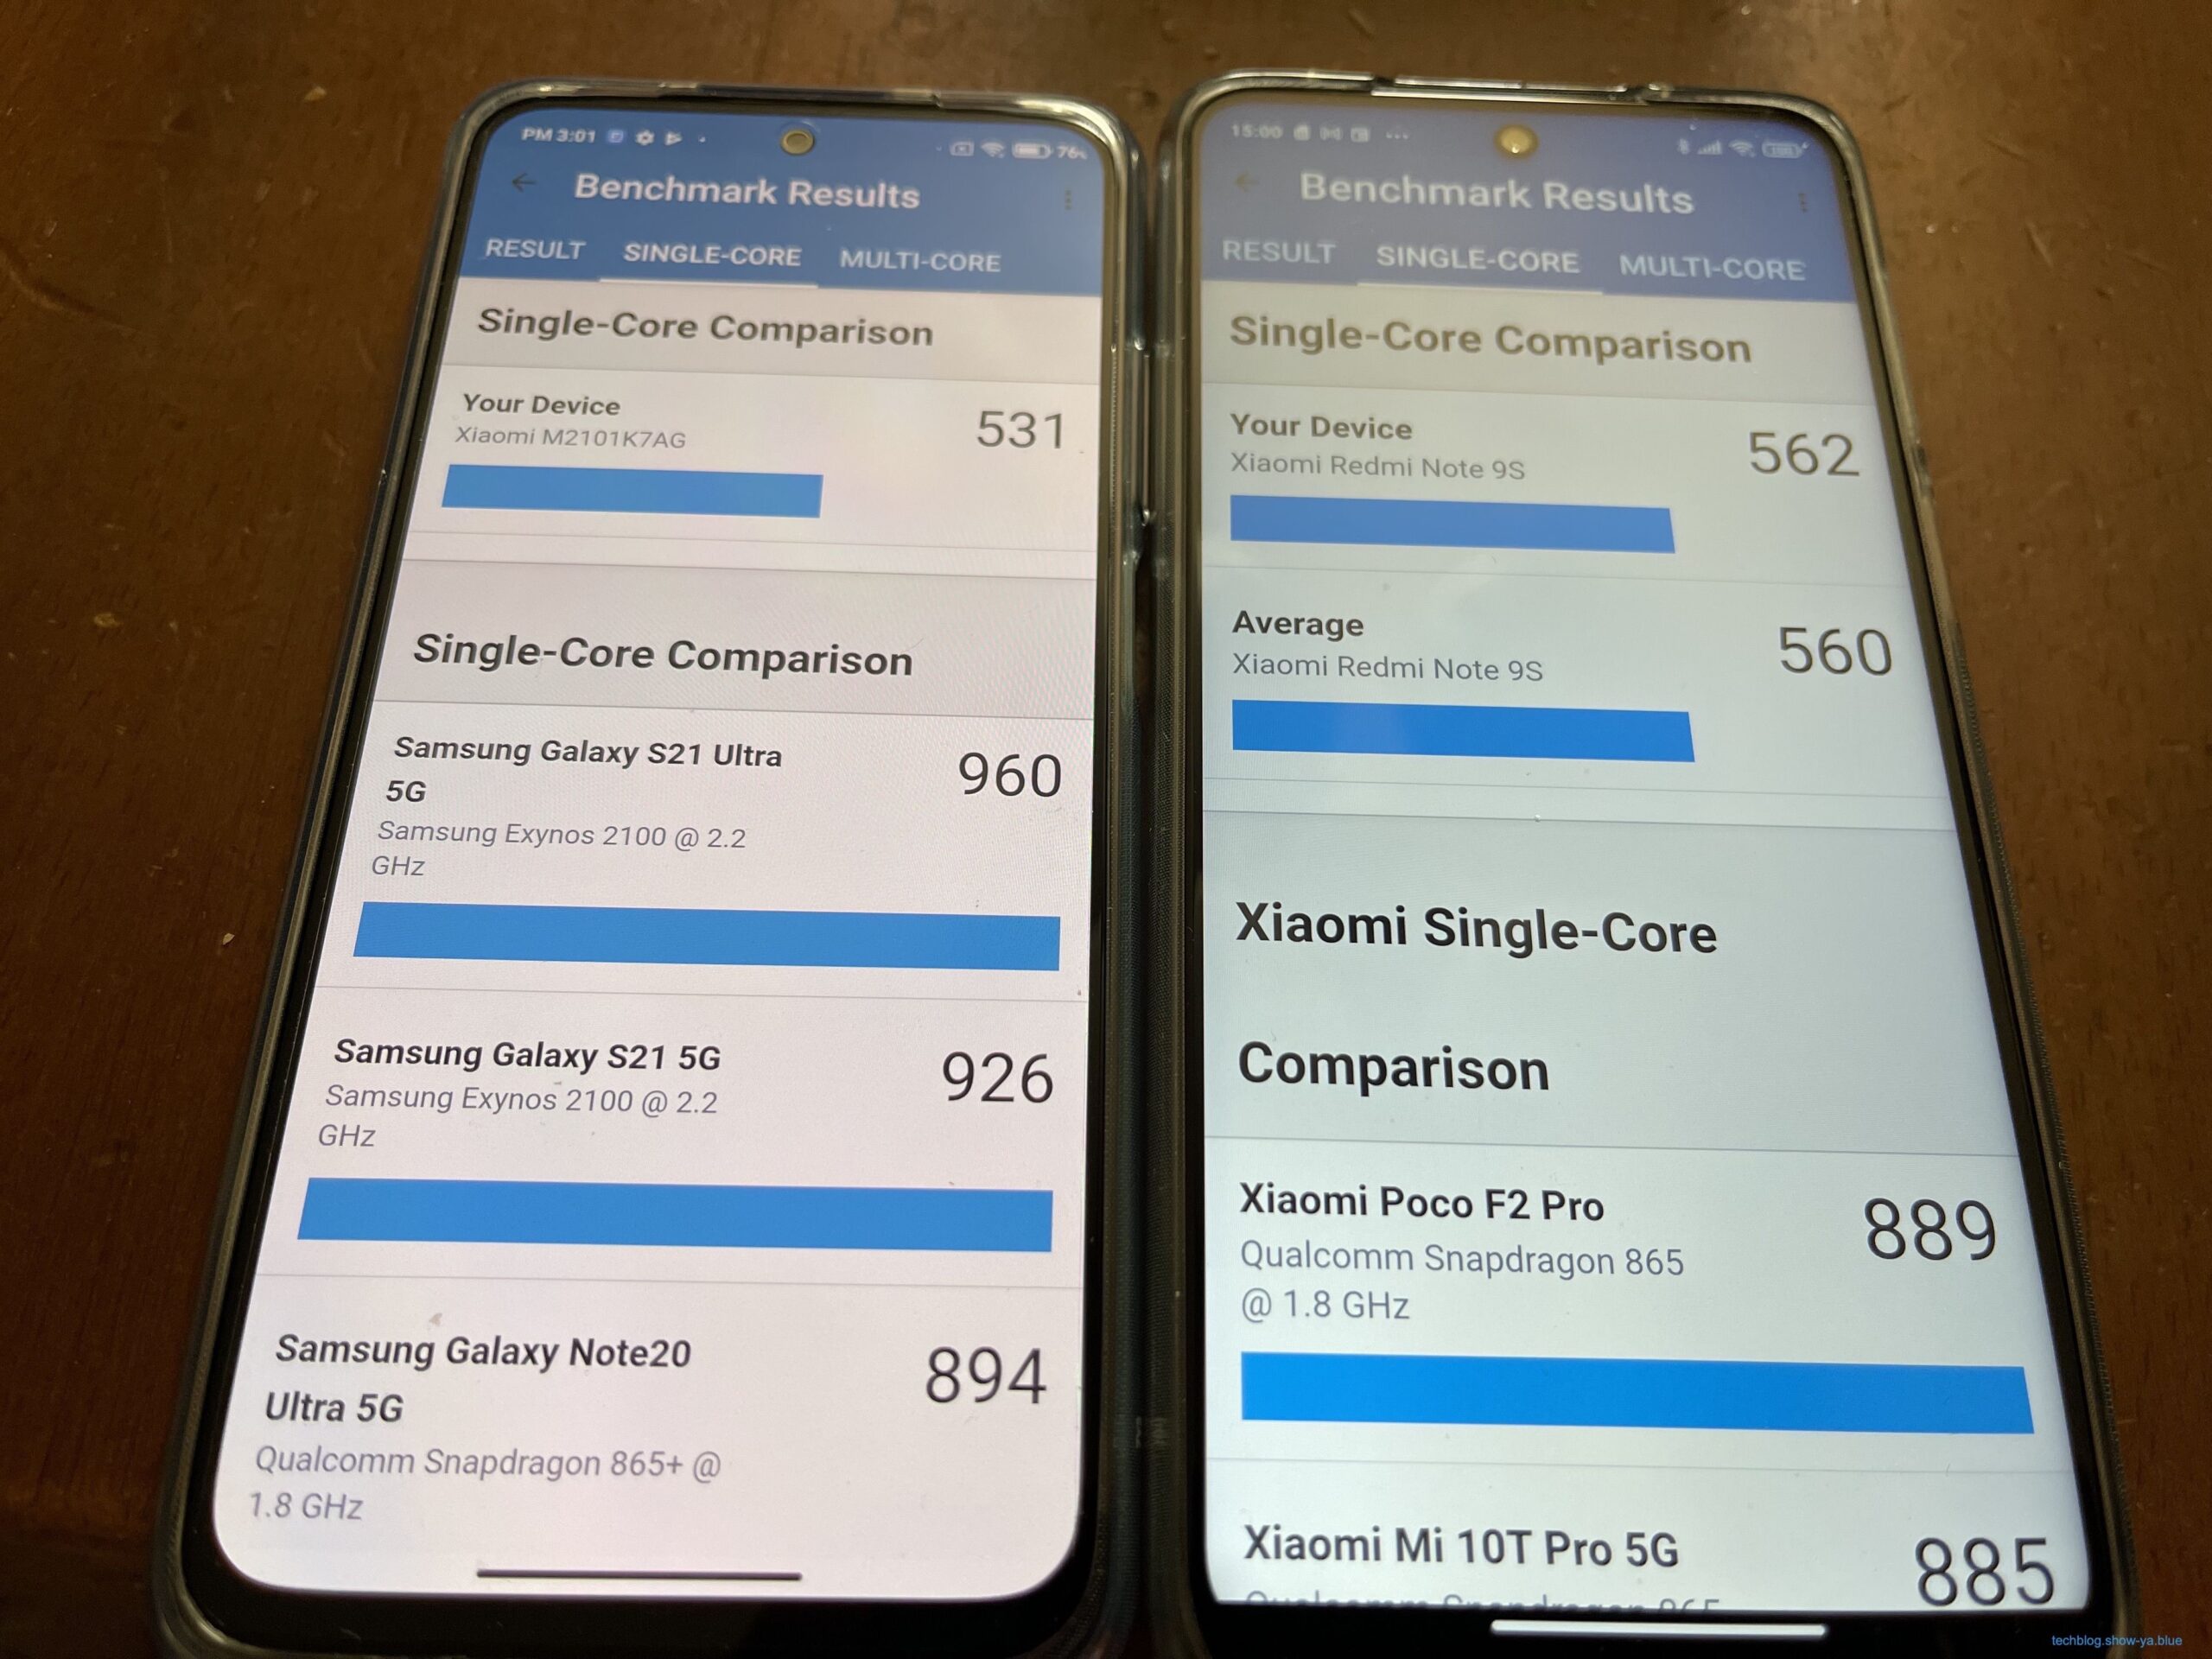 PM 3:01
76
Benchmark Results
RESULT SINGLE-CORE MULTI-CORE
Single-Core Comparison
Your Device
531
Xiaomi M2101K7AG
Single-Core Comparison
Samsung Galaxy S21 Ultra
5G
960
Samsung Exynos 2100 @ 2.2
GHz
Samsung Galaxy S21 5G
926
Samsung Exynos 2100 @ 2.2
GHz
Samsung Galaxy Note20
Ultra 5G
894
Qualcomm Snapdragon 865+ @
1.8 GHz
15:00
Benchmark Results
RESULT SINGLE-CORE MULTI-CORE
Single-Core Comparison
Your Device
562
Xiaomi Redmi Note 9S
Average
560
Xiaomi Redmi Note 9S
Xiaomi Single-Core
Comparison
Xiaomi Poco F2 Pro
889
Qualcomm Snapdragon 865
@ 1.8 GHz
Xiaomi Mi 10T Pro 5G
885
Qualcomm Snapdragon 865
techblog.show-ya.blue